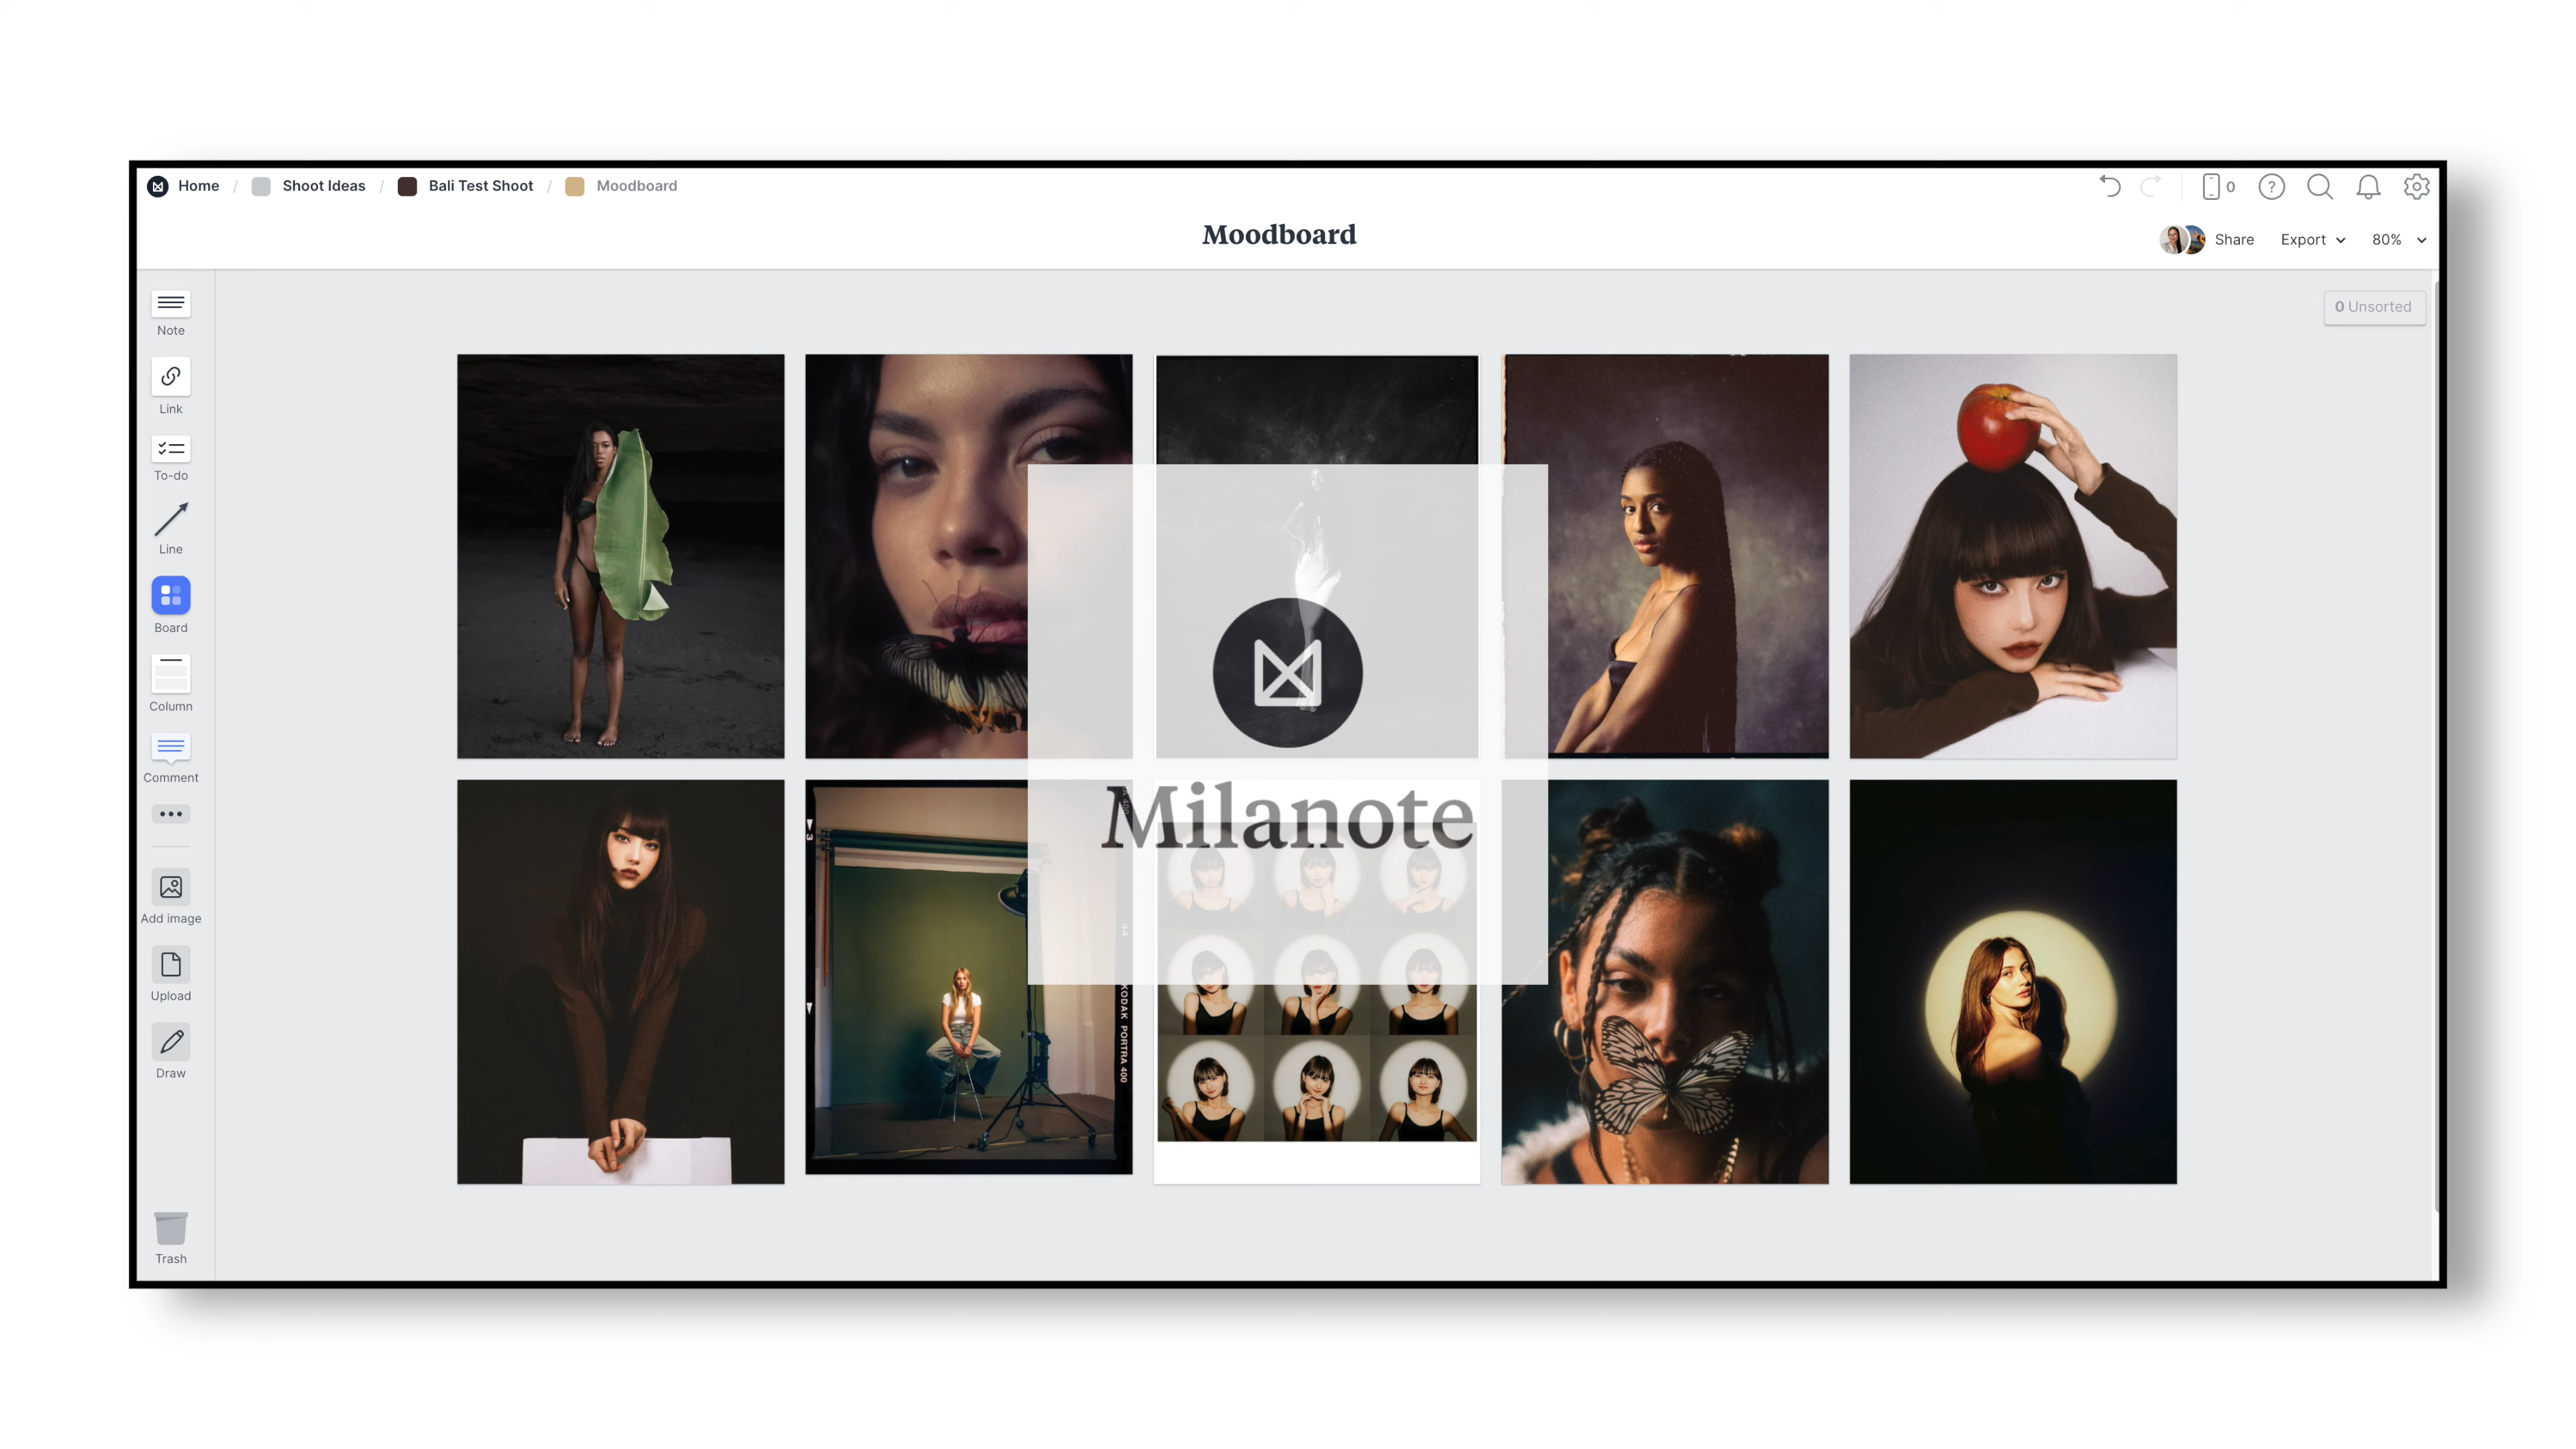 Home / Shoot Ideas / Bali Test Shoot / Moodboard
0
?
Moodboard
Share Export 80%
0 Unsorted
Note
Link
To-do
Line
Board
Column
Comment
Add image
Upload
Draw
Trash
Milanote
44
KODAK PORTRA 400